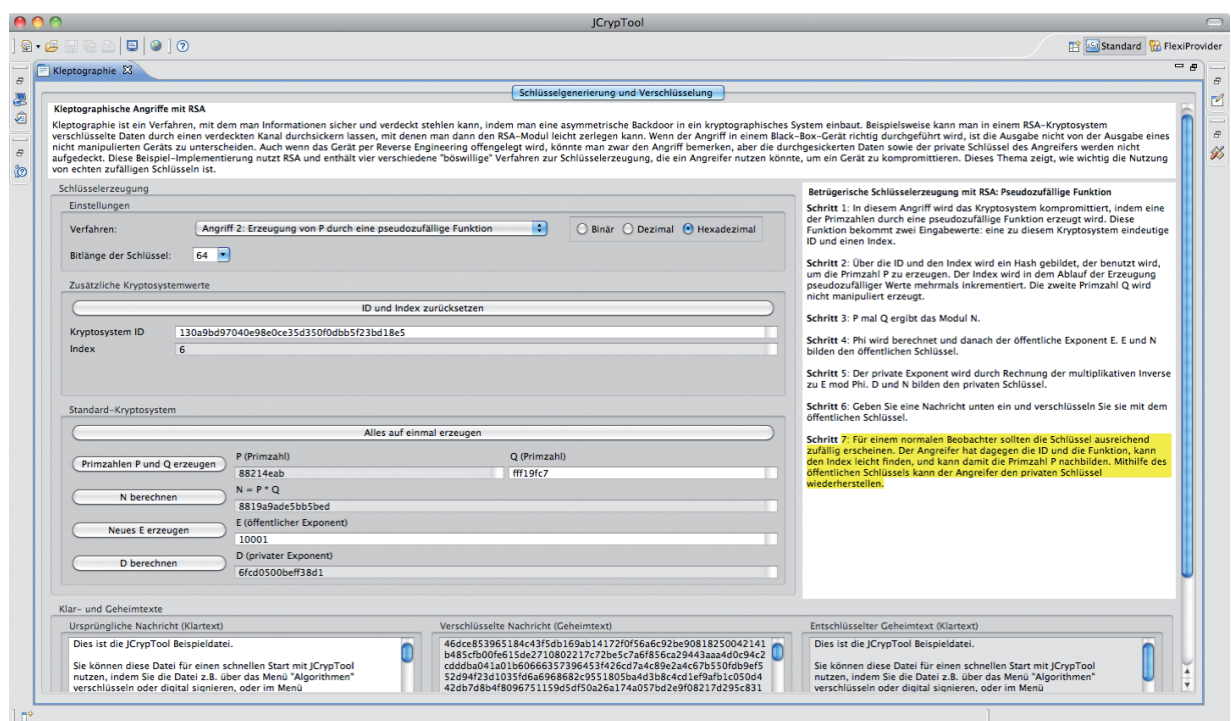 JCrypTool
Standard
FlexiProvider
Kleptographie
Schlüsselgenerierung und Verschlüsselung
Kleptographische Angriffe mit RSA
Kleptographie ist ein Verfahren, mit dem man Informationen sicher und verdeckt stehlen kann, indem man eine asymmetrische Backdoor in ein kryptographisches System einbaut. Beispielsweise kann man in einem RSA-Kryptosystem
verschlüsselte Daten durch einen verdeckten Kanal durchsickern lassen, mit denen man dann den RSA-Modul leicht zerlegen kann. Wenn der Angriff in einem Black-
Box-Gerät richtig durchgeführt wird, ist die Ausgabe nicht von der Ausgabe eines
nicht manipulierten Geräts zu unterscheiden. Auch wenn das Gerät per Reverse Engineering offengelegt wird, könnte man zwar den Angriff bemerken, aber die durchgesickerten Daten sowie der private Schlüssel des Angreifers werden nicht
aufgedeckt. Diese Beispiel-Implementierung nutzt RSA und enthält vier verschiedene "böswillige" Verfahren zur Schlüsselerzeugung, die ein Angreifer nutzen könnte, um ein Gerät zu kompromittieren. Dieses Thema zeigt, wie wichtig die Nutzung
von echten zufälligen Schlüsseln ist.
Schlüsselerzeugung
Einstellungen
Verfahren:
Angriff 2: Erzeugung von P durch eine pseudozufällige Funktion
Binär
Dezimal
Hexadezimal
Bitlänge der Schlüssel:
64
Zusätzliche Kryptosystemwerte
ID und Index zurücksetzen
Kryptosystem ID
130a9bd97040e98e0ce35d350f0dbb5f23bd18e5
Index
6
Standard-Kryptosystem
Alles auf einmal erzeugen
Primzahlen P und Q erzeugen
P (Primzahl)
Q (Primzahl)
88214eab
fff19fc7
N berechnen
N = P * Q
8819a9ade5bb5bed
Neues E erzeugen
E (öffentlicher Exponent)
10001
D berechnen
D (privater Exponent)
6fcd0500beff38d1
Betrügerische Schlüsselerzeugung mit RSA: Pseudozufällige Funktion
Schritt 1: In diesem Angriff wird das Kryptosystem kompromittiert, indem eine
der Primzahlen durch eine pseudozufällige Funktion erzeugt wird. Diese
Funktion bekommt zwei Eingabewerte: eine zu diesem Kryptosystem eindeutige
ID und einen Index.
Schritt 2: Über die ID und den Index wird ein Hash gebildet, der benutzt wird,
um die Primzahl P zu erzeugen. Der Index wird in dem Ablauf der Erzeugung
pseudozufälliger Werte mehrmals inkrementiert. Die zweite Primzahl Q wird
nicht manipuliert erzeugt.
Schritt 3: P mal Q ergibt das Modul N.
Schritt 4: Phi wird berechnet und danach der öffentliche Exponent E. E und N
bilden den öffentlichen Schlüssel.
Schritt 5: Der private Exponent wird durch Rechnung der multiplikativen Inverse
zu E mod Phi. D und N bilden den privaten Schlüssel.
Schritt 6: Geben Sie eine Nachricht unten ein und verschlüseln Sie sie mit dem
öffentlichen Schlüssel.
Schritt 7: Für einem normalen Beobachter sollten die Schlüssel ausreichend
zufällig erscheinen. Der Angreifer hat dagegen die ID und die Funktion, kann
den Index leicht finden, und kann damit die Primzahl P nachbilden. Mithilfe des
öffentlichen Schlüssels kann der Angreifer den privaten Schlüssel
wiederherstellen.
Klar- und Geheimtexte
Ursprüngliche Nachricht (Klartext)
Dies ist die JCrypTool Beispieldatei.
Sie können diese Datei für einen schnellen Start mit JCrypTool
nutzen, indem Sie die Datei z.B. über das Menü "Algorithmen"
verschlüsseln oder digital signieren, oder im Menü
Verschlüsselte Nachricht (Geheimtext)
46dce853965184c43f5db169ab14172f0f56a6c92be90818250042141
b485cfb00fe615de2710802217c72be5c7a6f856ca29443aaa4d0c94c2
cdddba041a01b60666357396453f426cd7a4c89e2a4c67b550fdb9ef5
52d94f23d1035fd6a6968682c9551805ba4d3b8c4cd1ef9afb1c050d4
42db7d8b4f8096751159d5df50a26a174a057bd2e9f08217d295c831
Entschlüsselter Geheimtext (Klartext)
Dies ist die JCrypTool Beispieldatei.
Sie können diese Datei für einen schnellen Start mit JCrypTool
nutzen, indem Sie die Datei z.B. über das Menü "Algorithmen"
verschlüsseln oder digital signieren, oder im Menü